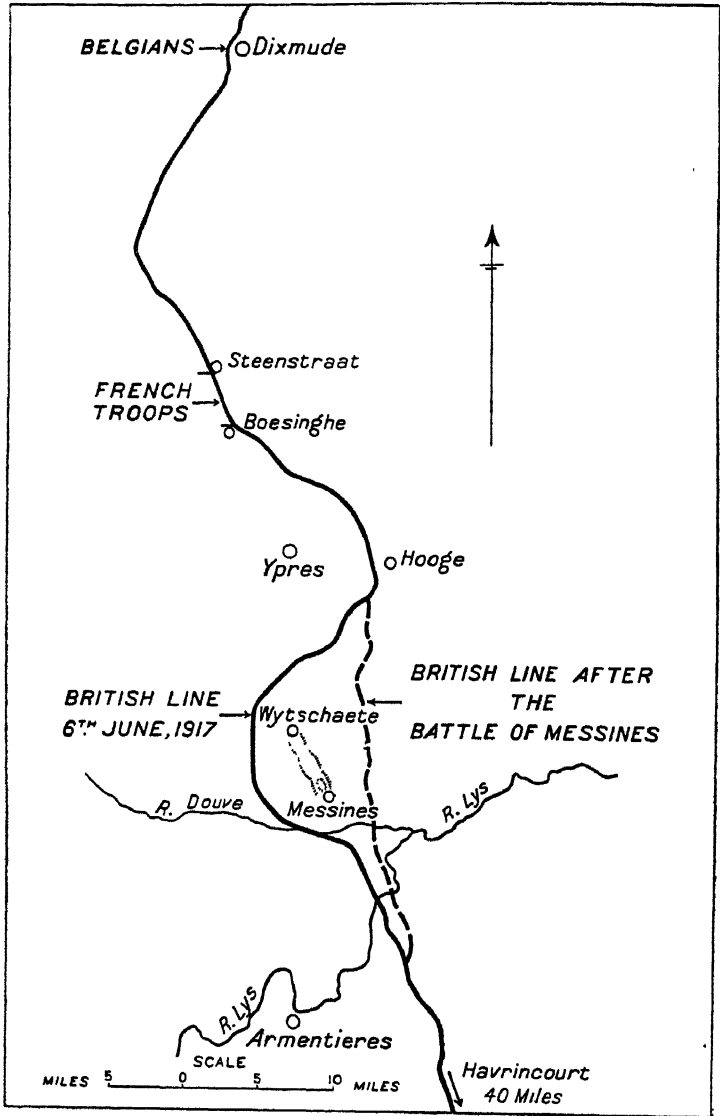 BELGIANS
Dixmude
Steenstraat
FRENCH
TROOPS
Boesinghe
Ypres
Hooge
BRITISH LINE
6TH JUNE, 1917
Wytschaete
BRITISH LINE AFTER
THE
BATTLE OF MESSINES
Messines
R. Douve
R. Lys
R. Lys
Armentieres
SCALE
MILES 5 0 5 10 MILES
Havrincourt
40 Miles